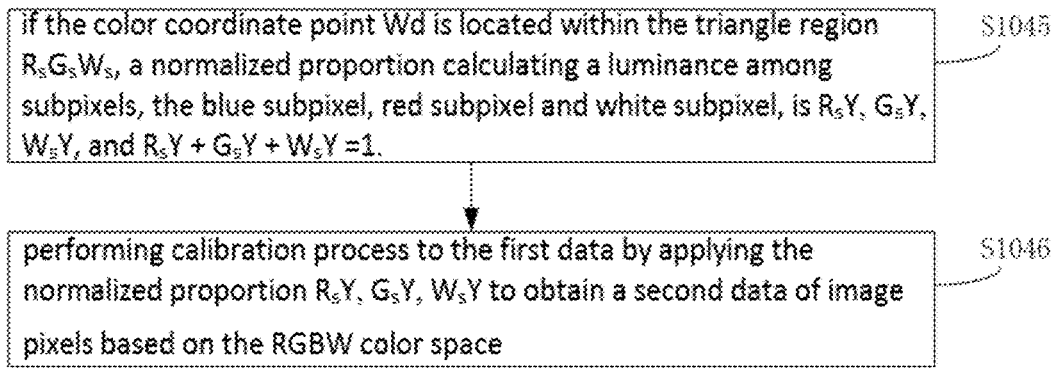 if the color coordinate point Wd is located within the triangle region
RₛGₛWₛ, a normalized proportion calculating a luminance among
subpixels, the blue subpixel, red subpixel and white subpixel, is RₛY, GₛY,
WₛY, and RₛY + GₛY + WₛY =1.
S1045
performing calibration process to the first data by applying the
normalized proportion RₛY, GₛY, WₛY to obtain a second data of image
pixels based on the RGBW color space
S1046